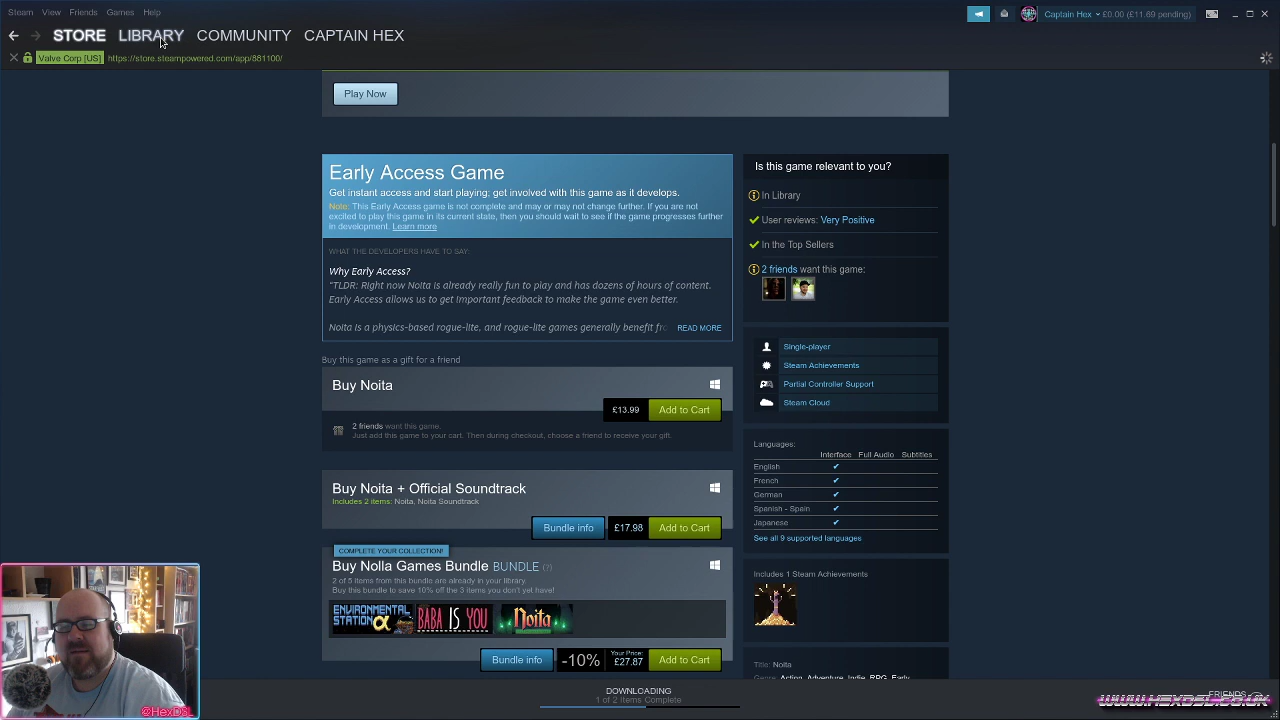 Steam View Friends Games Help
Captain Hex £0.00 (£11.69 pending)
STORE LIBRARY COMMUNITY CAPTAIN HEX
Valve Corp [US] https://store.steampowered.com/app/881100/
Play Now
Early Access Game
Get instant access and start playing; get involved with this game as it develops.
Note: This Early Access game is not complete and may or may not change further. If you are not
excited to play this game in its current state, then you should wait to see if the game progresses further
in development. Learn more
WHAT THE DEVELOPERS HAVE TO SAY:
Why Early Access?
"TLDR: Right now Noita is already really fun to play and has dozens of hours of content.
Early Access allows us to get important feedback to make the game even better.
Noita is a physics-based rogue-lite, and rogue-lite games generally benefit fr
READ MORE
Buy this game as a gift for a friend
Buy Noita
£13.99 Add to Cart
2 friends want this game.
Just add this game to your cart. Then during checkout, choose a friend to receive your gift.
Buy Noita + Official Soundtrack
Includes 2 items: Noita, Noita Soundtrack
Bundle info £17.98 Add to Cart
COMPLETE YOUR COLLECTION!
Buy Nolla Games Bundle BUNDLE (?)
2 of 5 items from this bundle are already in your library.
Buy this bundle to save 10% off the 3 items you don't yet have!
ENVIRONMENTAL
STATION α
BABA IS YOU
Noita
Bundle info -10% Your Price:
£27.87 Add to Cart
Is this game relevant to you?
In Library
User reviews: Very Positive
In the Top Sellers
2 friends want this game:
Single-player
Steam Achievements
Partial Controller Support
Steam Cloud
Languages:
Interface Full Audio Subtitles
English
French
German
Spanish - Spain
Japanese
See all 9 supported languages
Includes 1 Steam Achievements
Title: Noita
Genre: Action, Adventure, Indie, RPG, Early
DOWNLOADING
1 of 2 Items Complete
FRIENDS
@HexDSL
WWW.HEXDSL.CO.UK